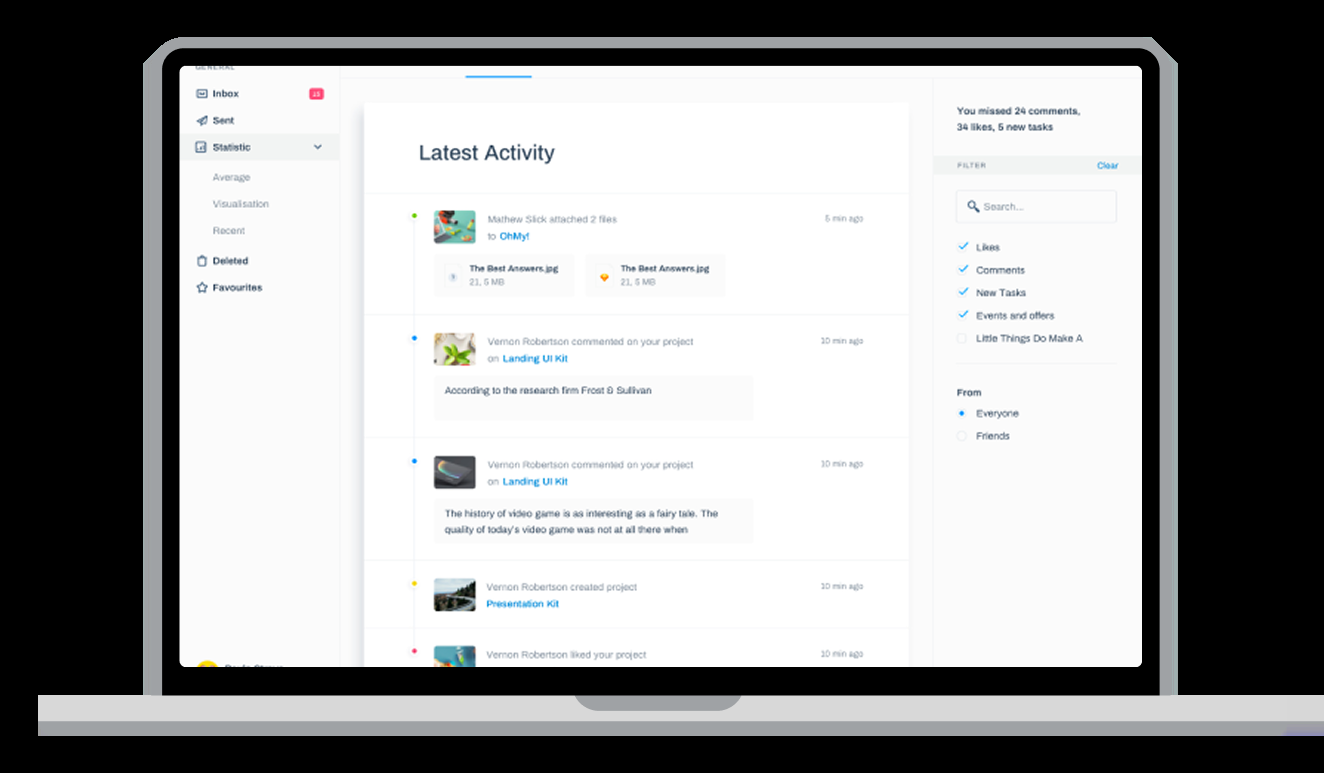 GENERAL
Inbox
Sent
Statistic
Average
Visualisation
Recent
Deleted
Favourites
Latest Activity
Mathew Slick attached 2 files
5 min ago
to OhMy!
The Best Answers.jpg
21, 5 MB
The Best Answers.jpg
21, 5 MB
Vernon Robertson commented on your project
10 min ago
on Landing UI Kit
According to the research firm Frost & Sullivan
Vernon Robertson commented on your project
10 min ago
on Landing UI Kit
The history of video game is as interesting as a fairy tale. The
quality of today's video game was not at all there when
Vernon Robertson created project
10 min ago
Presentation Kit
Vernon Robertson liked your project
10 min ago
You missed 24 comments,
34 likes, 5 new tasks
FILTER Clear
Search...
Likes
Comments
New Tasks
Events and offers
Little Things Do Make A
From
Everyone
Friends